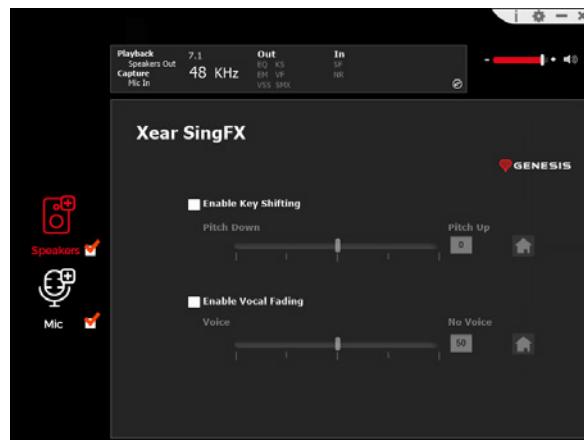 Playback 7.1 Out In
Speakers Out EQ KS SF
Capture 48 KHz EM VF NR
Mic In VSS SMX
Xear SingFX
GENESIS
Enable Key Shifting
Pitch Down Pitch Up
0
Speakers
Enable Vocal Fading
Mic
Voice No Voice
50